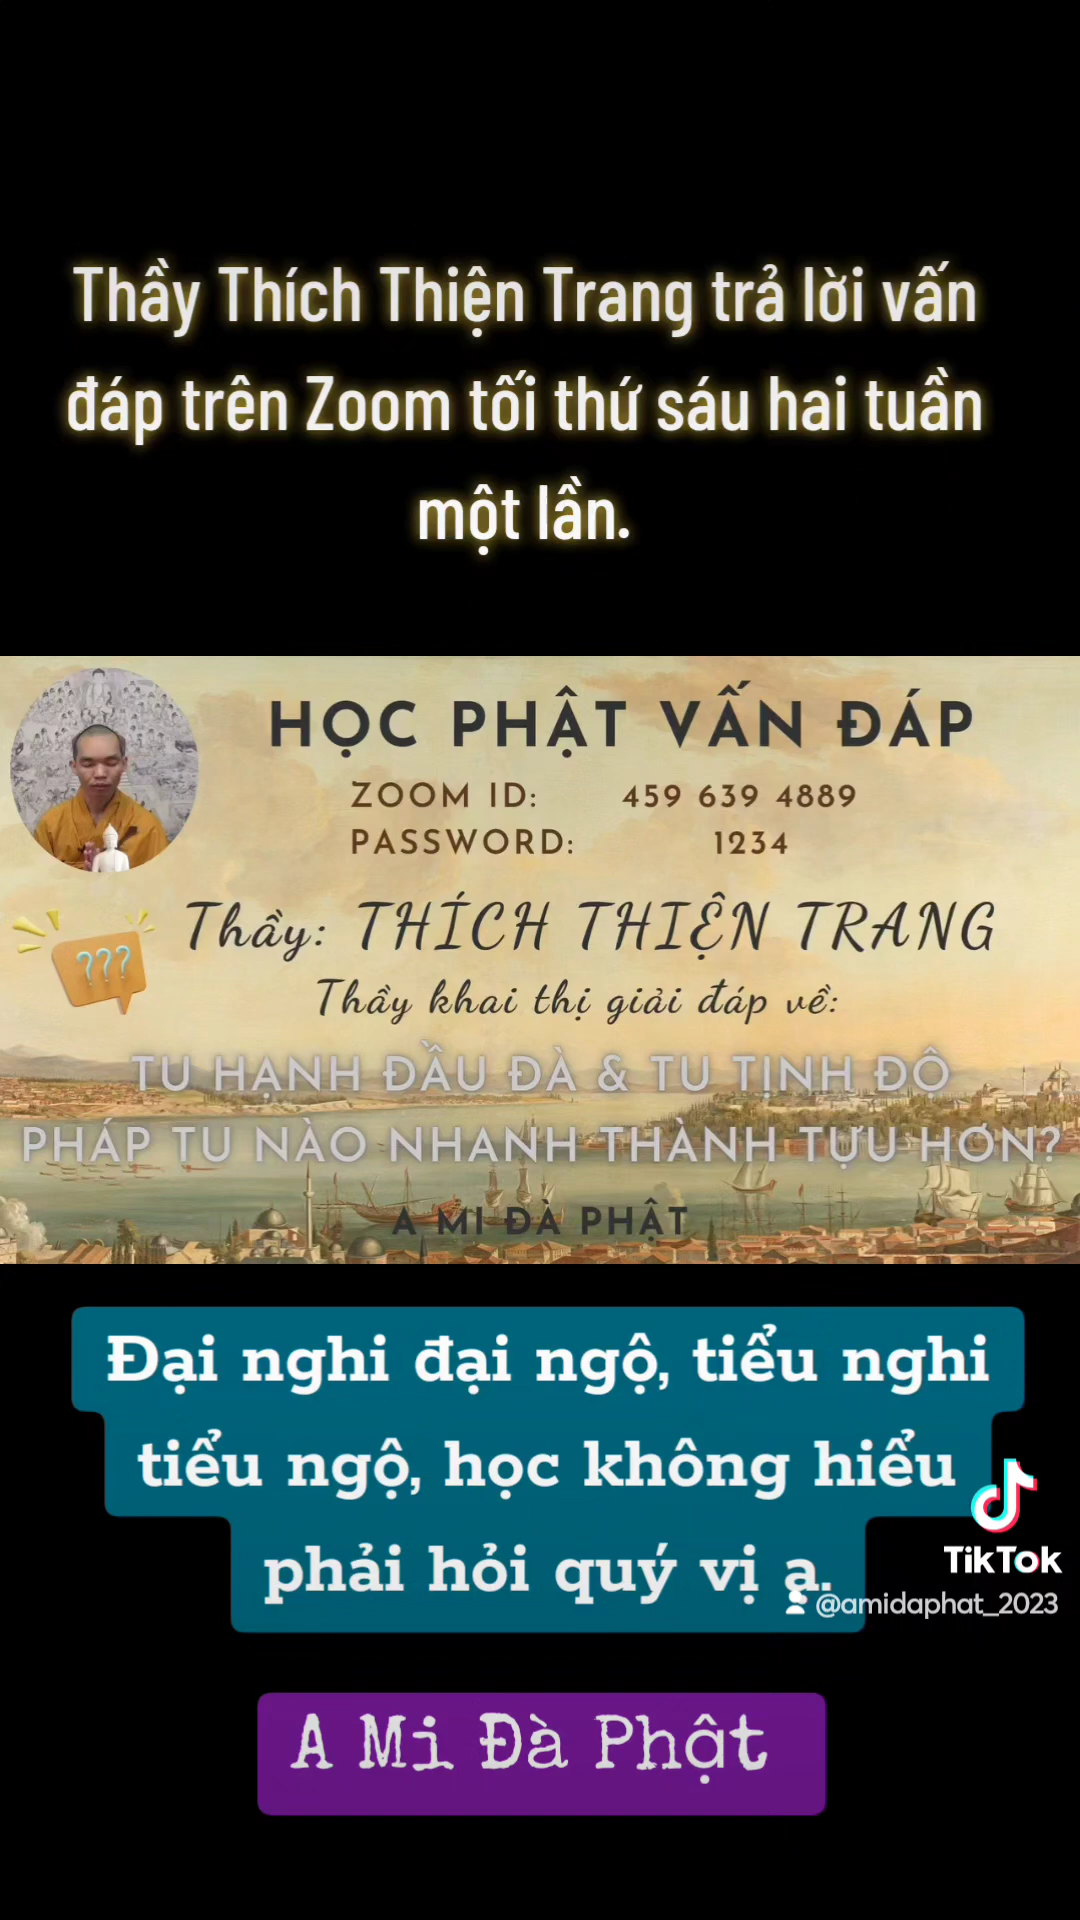 Thầy Thích Thiện Trang trả lời vấn
đáp trên Zoom tối thứ sáu hai tuần
một lần.
HỌC PHẬT VẤN ĐÁP
ZOOM ID: 459 639 4889
PASSWORD: 1234
Thầy: THÍCH THIỆN TRANG
???
Thầy khai thị giải đáp về:
TU HẠNH ĐẦU ĐÀ & TU TỊNH ĐỘ
PHÁP TU NÀO NHANH THÀNH TỰU HƠN?
A MI ĐÀ PHẬT
Đại nghi đại ngộ, tiểu nghi
tiểu ngộ, học không hiểu
phải hỏi quý vị ạ.
TikTok
@amidaphat_2023
A Mi Đà Phật